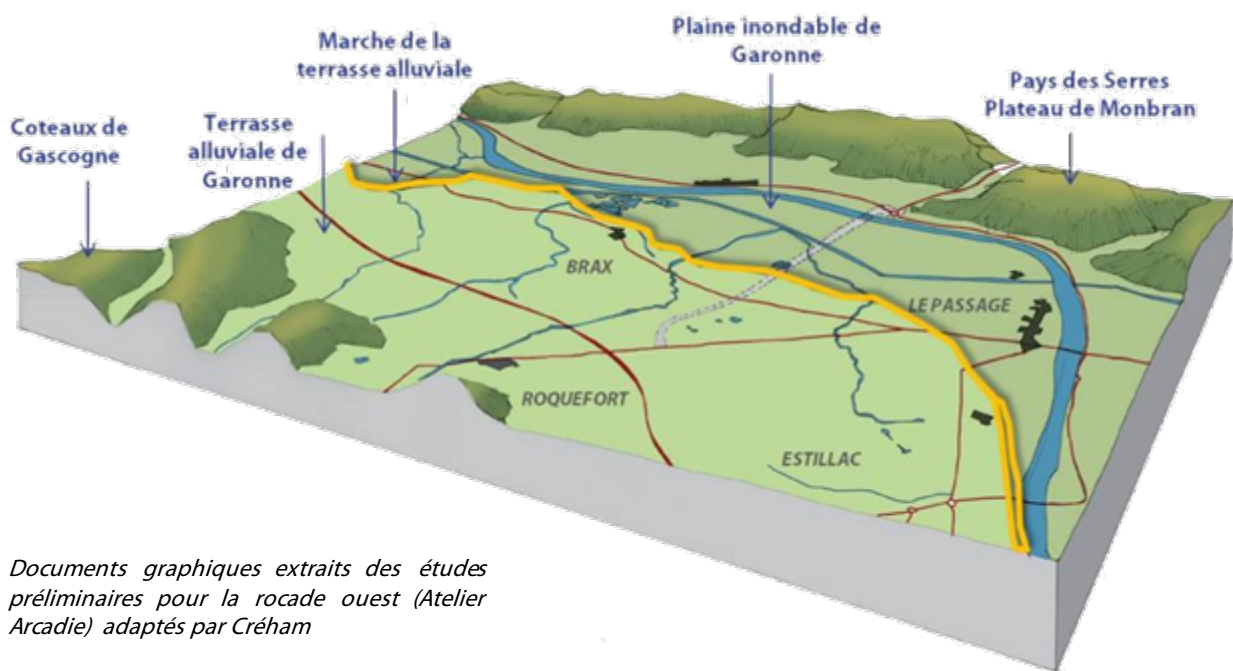 Plaine inondable de
Garonne
Marche de la
terrasse alluviale
Pays des Serres
Plateau de Monbran
Coteaux de
Gascogne
Terrasse
alluviale de
Garonne
BRAX
LE PASSAGE
ROQUEFORT
ESTILLAC
Documents graphiques extraits des études
préliminaires pour la rocade ouest (Atelier
Arcadie) adaptés par Créham